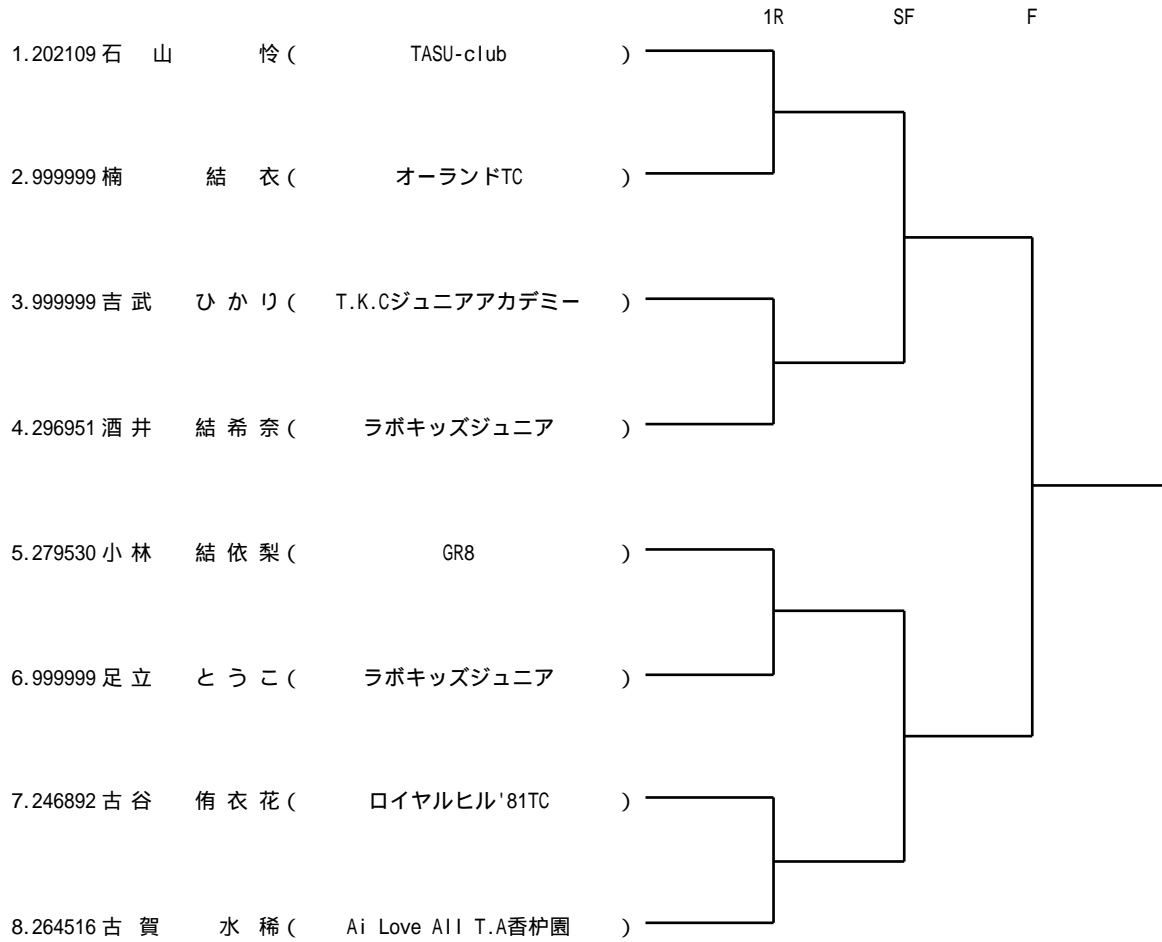 1R SF F
1.202109 石 山 怜 ( TASU-club )
2.999999 楠 結 衣 ( オーランドTC )
3.999999 吉 武 ひ か り ( T.K.Cジュニアアカデミー )
4.296951 酒 井 結 希 奈 ( ラボキッズジュニア )
5.279530 小 林 結 依 梨 ( GR8 )
6.999999 足 立 と う こ ( ラボキッズジュニア )
7.246892 古 谷 侑 衣 花 ( ロイヤルヒル'81TC )
8.264516 古 賀 水 稀 ( Ai Love All T.A香枦園 )